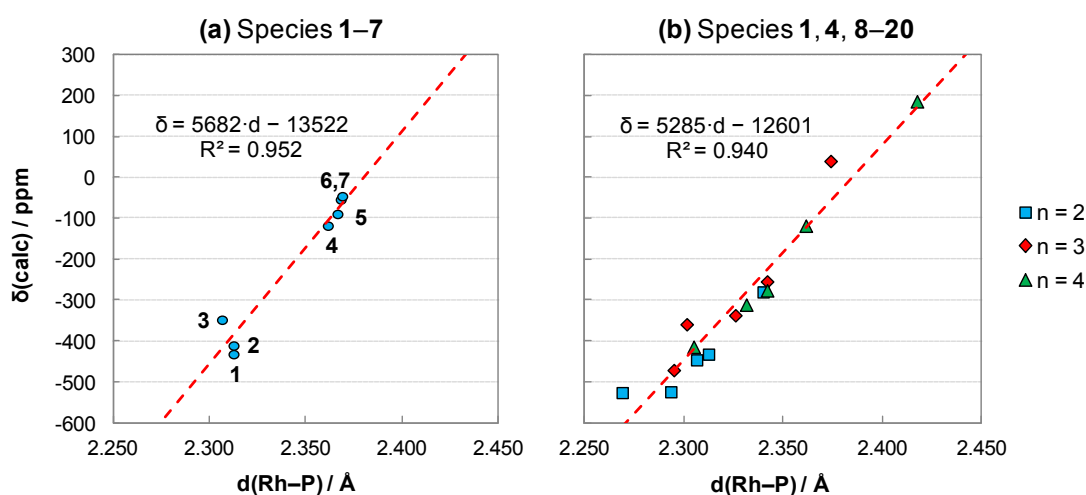 (a) Species 1–7
300
200
100
0
-100
-200
-300
-400
-500
-600
δ(calc) / ppm
δ = 5682·d − 13522
R² = 0.952
6,7
5
4
3
2
1
2.250
2.300
2.350
2.400
2.450
d(Rh–P) / Å
(b) Species 1, 4, 8–20
δ = 5285·d − 12601
R² = 0.940
2.250
2.300
2.350
2.400
2.450
d(Rh–P) / Å
n = 2
n = 3
n = 4